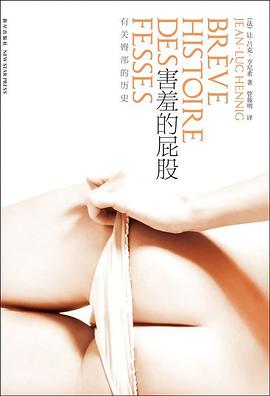 BREVE
HISTOIRE
DES
FESSES
JEAN-LUC HENNIG
害羞的屁股
有关臀部的历史
〔法〕让-吕克·亨尼希 著
管筱明 译
新星出版社 NEW STAR PRESS